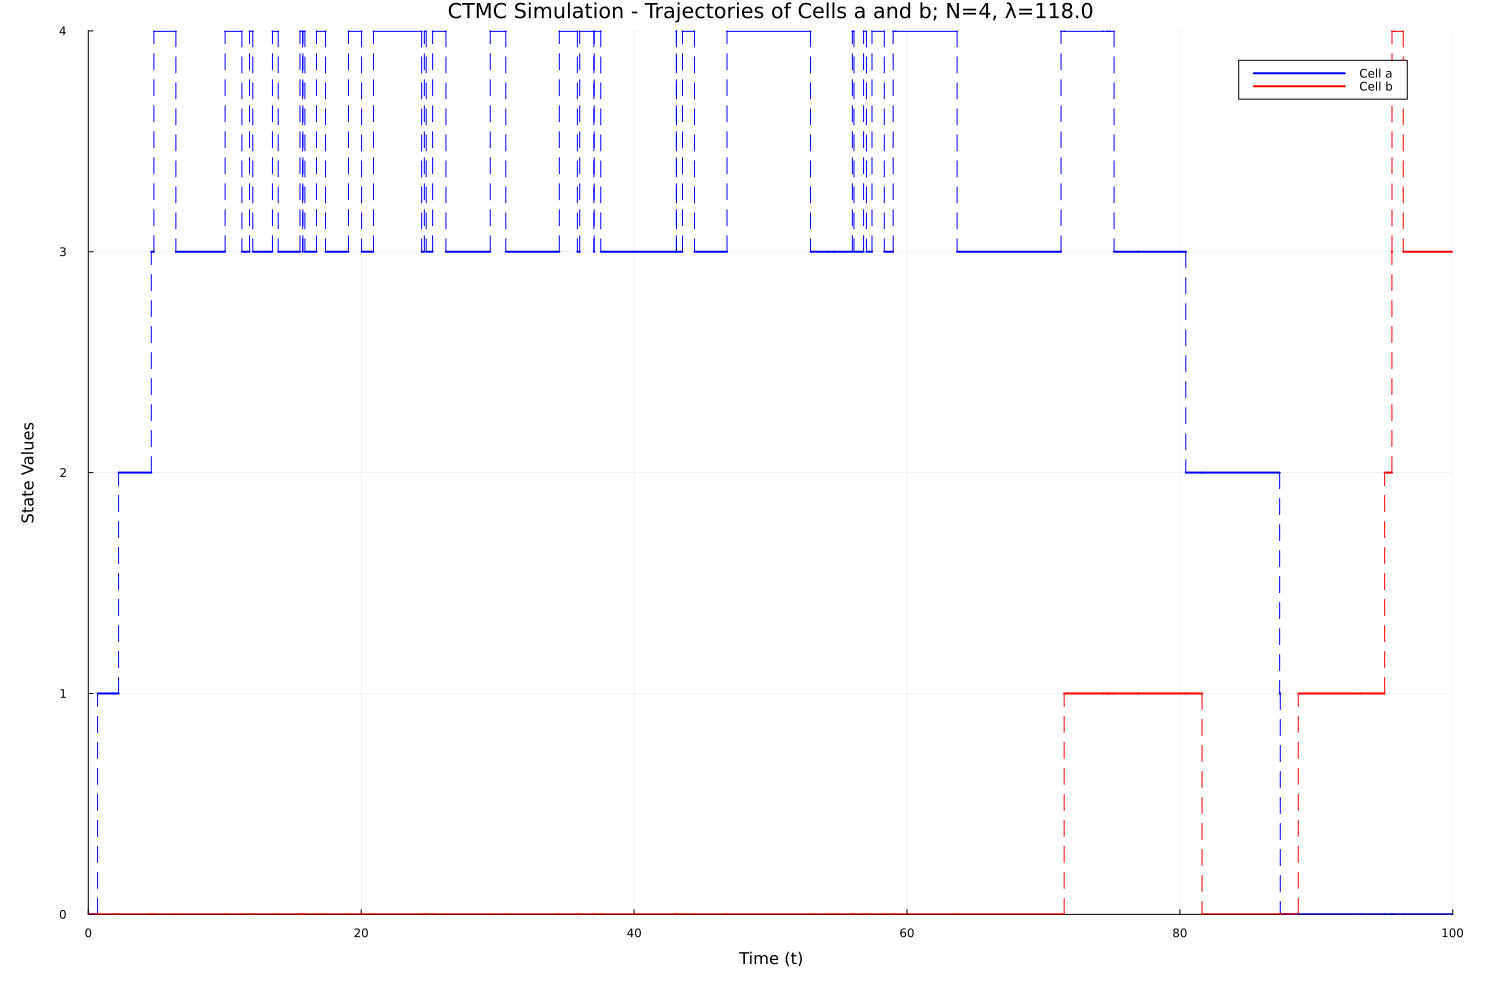 CTMC Simulation - Trajectories of Cells a and b; N=4, λ=118.0
4
Cell a
Cell b
3
State Values
2
1
0
0 20 40 60 80 100
Time (t)